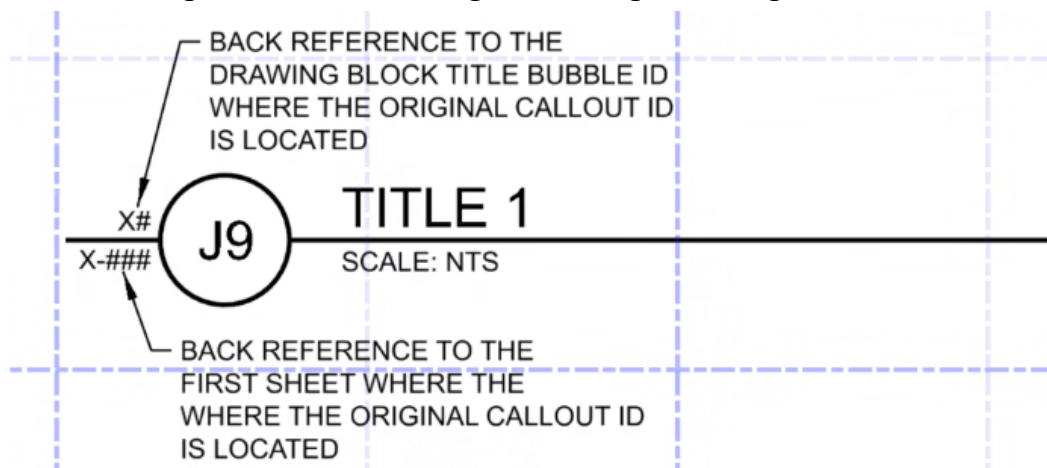 BACK REFERENCE TO THE
DRAWING BLOCK TITLE BUBBLE ID
WHERE THE ORIGINAL CALLOUT ID
IS LOCATED
X#
J9
TITLE 1
X-###
SCALE: NTS
BACK REFERENCE TO THE
FIRST SHEET WHERE THE
WHERE THE ORIGINAL CALLOUT ID
IS LOCATED